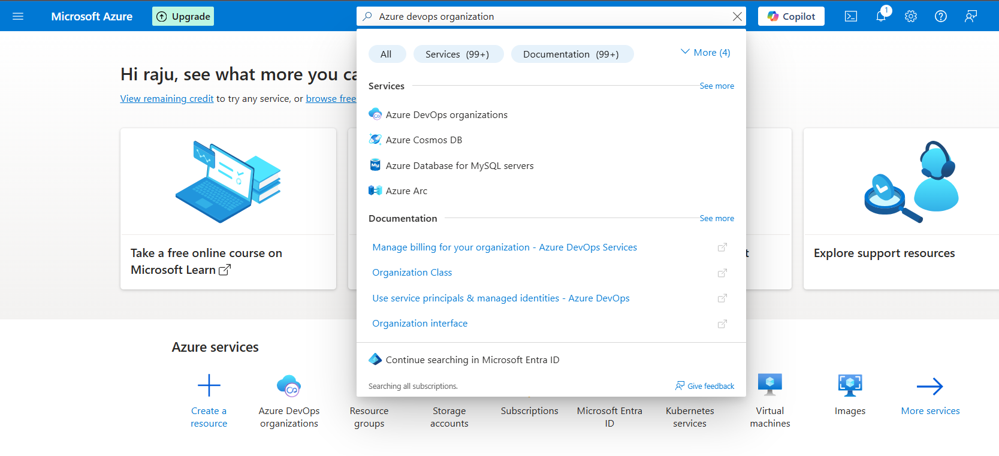 Microsoft Azure
Upgrade
Azure devops organization
Copilot
1
All
Services (99+)
Documentation (99+)
More (4)
Hi raju, see what more you ca
View remaining credit to try any service, or browse free
Services
See more
Azure DevOps organizations
Azure Cosmos DB
My
Azure Database for MySQL servers
Azure Arc
Documentation
See more
Manage billing for your organization - Azure DevOps Services
Organization Class
Use service principals & managed identities - Azure DevOps
Organization interface
Continue searching in Microsoft Entra ID
Searching all subscriptions.
Give feedback
Take a free online course on
Microsoft Learn
t
Explore support resources
Azure services
Create a
resource
Azure DevOps
organizations
Resource
groups
Storage
accounts
Subscriptions
Microsoft Entra
ID
Kubernetes
services
Virtual
machines
Images
More services